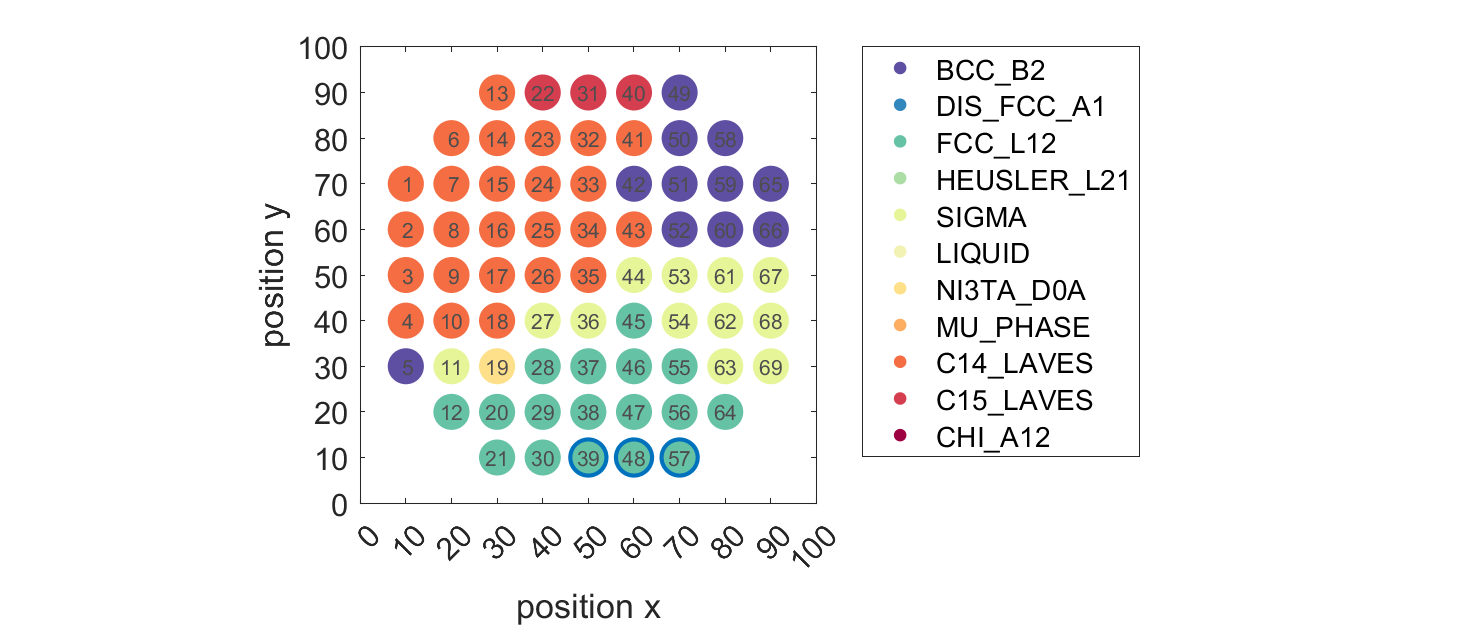 100
90
80
70
60
50
40
30
20
10
0
position y
13 22 31 40 49
6 14 23 32 41 50 58
1 7 15 24 33 42 51 59 65
2 8 16 25 34 43 52 60 66
3 9 17 26 35 44 53 61 67
4 10 18 27 36 45 54 62 68
5 11 19 28 37 46 55 63 69
12 20 29 38 47 56 64
21 30 39 48 57
0 10 20 30 40 50 60 70 80 90 100
position x
BCC_B2
DIS_FCC_A1
FCC_L12
HEUSLER_L21
SIGMA
LIQUID
NI3TA_D0A
MU_PHASE
C14_LAVES
C15_LAVES
CHI_A12